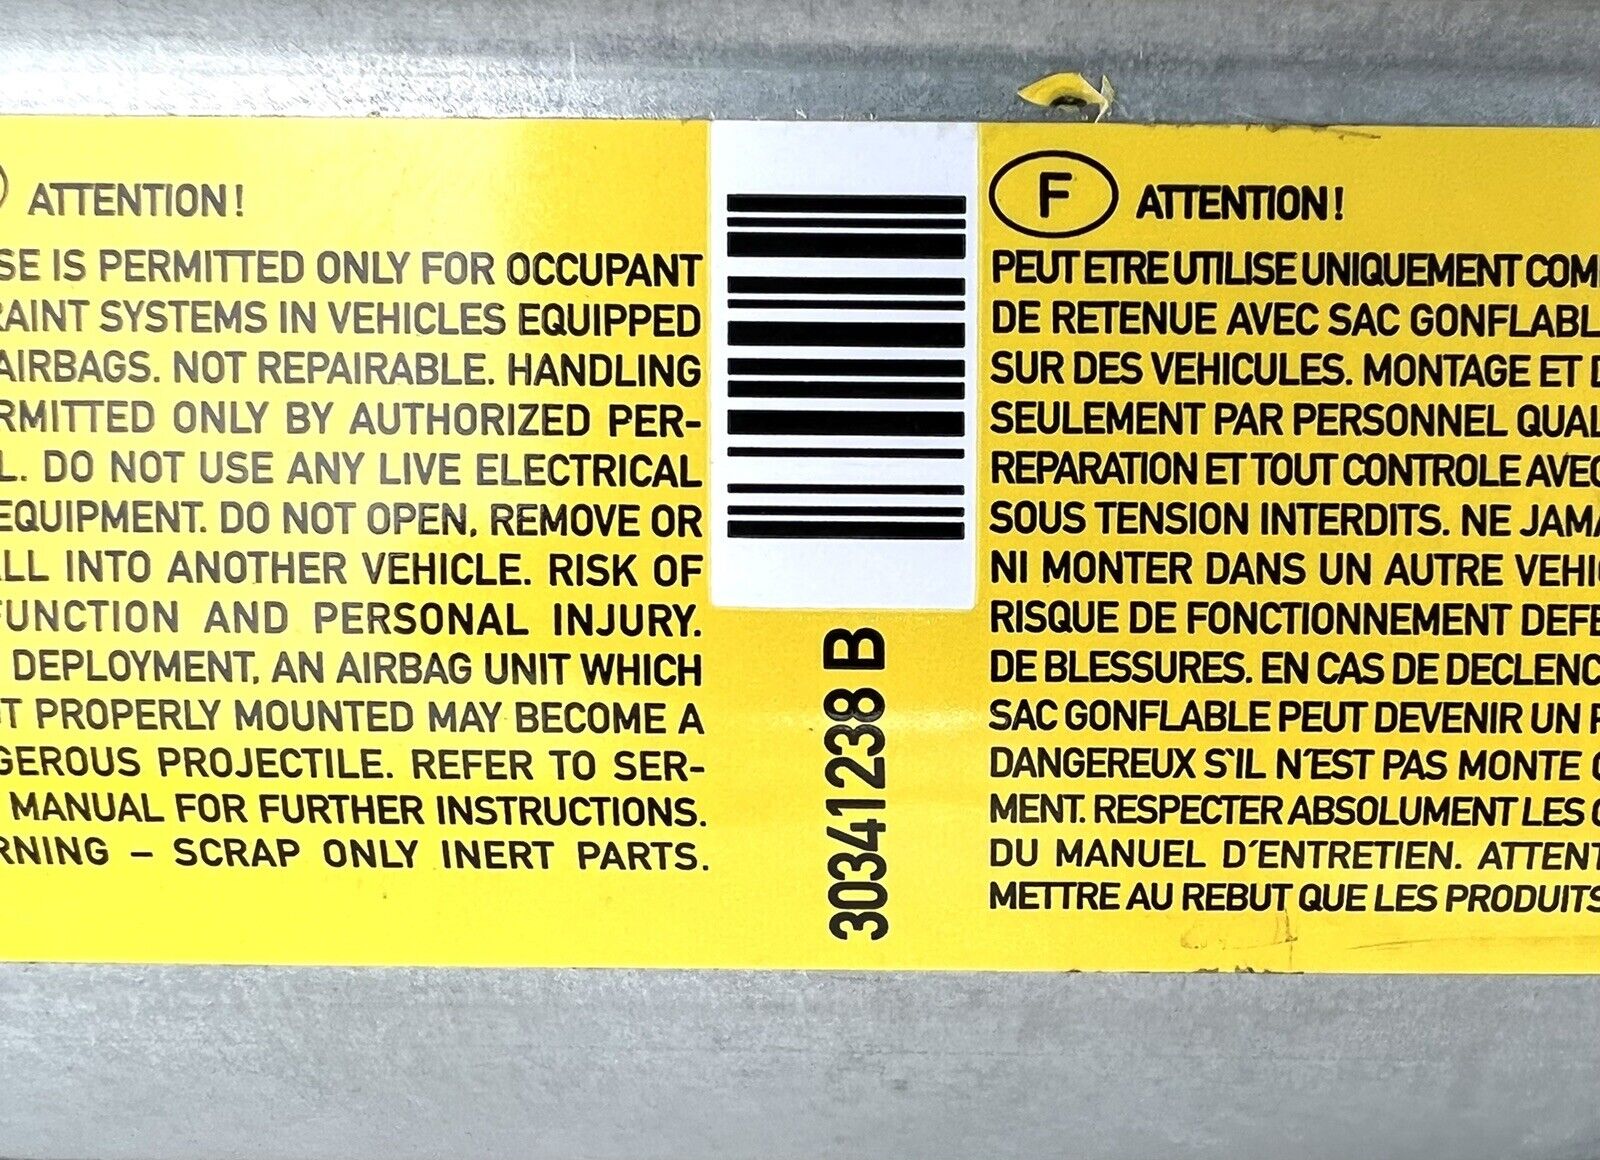 ATTENTION!
SE IS PERMITTED ONLY FOR OCCUPANT
RAINT SYSTEMS IN VEHICLES EQUIPPED
AIRBAGS. NOT REPAIRABLE. HANDLING
RMITTED ONLY BY AUTHORIZED PER-
L. DO NOT USE ANY LIVE ELECTRICAL
EQUIPMENT. DO NOT OPEN, REMOVE OR
ALL INTO ANOTHER VEHICLE. RISK OF
FUNCTION AND PERSONAL INJURY.
DEPLOYMENT, AN AIRBAG UNIT WHICH
OT PROPERLY MOUNTED MAY BECOME A
GEROUS PROJECTILE. REFER TO SER-
MANUAL FOR FURTHER INSTRUCTIONS.
RNING – SCRAP ONLY INERT PARTS.
30341238 B
F ATTENTION!
PEUT ETRE UTILISE UNIQUEMENT COM
DE RETENUE AVEC SAC GONFLABL
SUR DES VEHICULES. MONTAGE ET D
SEULEMENT PAR PERSONNEL QUAL
REPARATION ET TOUT CONTROLE AVEC
SOUS TENSION INTERDITS. NE JAMA
NI MONTER DANS UN AUTRE VEHIC
RISQUE DE FONCTIONNEMENT DEFE
DE BLESSURES. EN CAS DE DECLENC
SAC GONFLABLE PEUT DEVENIR UN P
DANGEREUX S`IL N'EST PAS MONTE C
MENT. RESPECTER ABSOLUMENT LES C
DU MANUEL D´ENTRETIEN. ATTENT
METTRE AU REBUT QUE LES PRODUITS